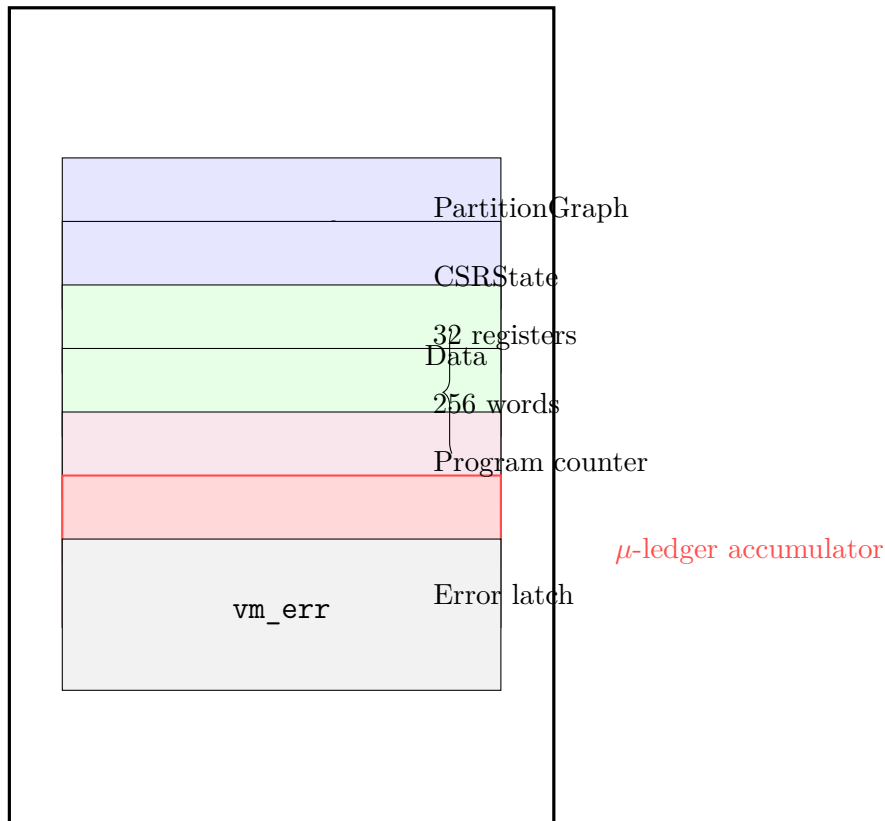 PartitionGraph
CSRState
32 registers
Data
256 words
Program counter
μ-ledger accumulator
Error latch
vm_err